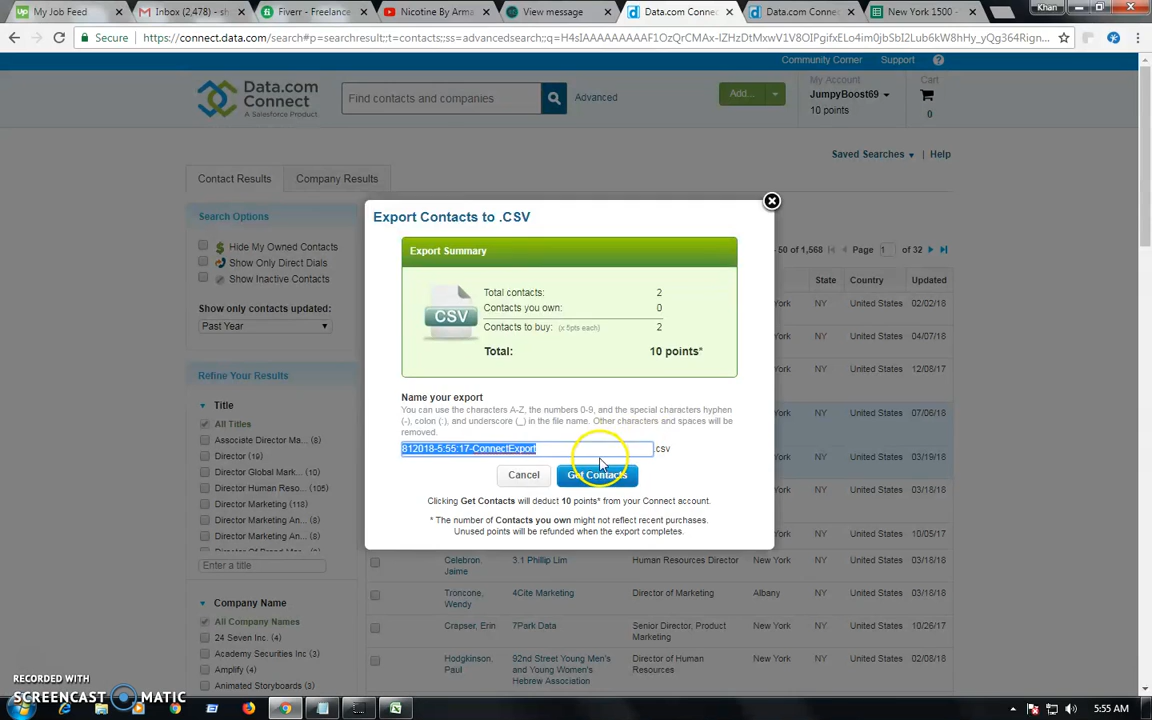 My Job Feed
Inbox (2,478) - sh
Fiverr - Freelance
Nicotine By Arma
View message
Data.com Connec
Data.com Connec
New York 1500 -
Khan
Secure
https://connect.data.com/search#p=searchresult;;t=contacts;;ss=advancedsearch;;q=
Community Corner
Support
?
Data.com
Connect
A Salesforce Product
Find contacts and companies
Advanced
Add...
My Account
JumpyBoost69
10 points
Cart
0
Saved Searches
Help
Contact Results
Company Results
Search Options
Hide My Owned Contacts
Show Only Direct Dials
Show Inactive Contacts
Show only contacts updated:
Past Year
Refine Your Results
Title
All Titles
Associate Director Ma... (8)
Director (19)
Director Global Markt... (
Director Human Resou... (105)
Director Marketing (118)
Director Marketing An... (
Director Marketing An... (8)
Director Of Brand Mar... (
Enter a title
Company Name
All Company Names
24 Seven Inc. (4)
Academy Securities Inc (3)
Amplify (4)
Animated Storyboards (3)
- 50 of 1,568
Page 1 of 32
State
Country
Updated
York NY United States 02/02/18
York NY United States 04/07/18
York NY United States 12/08/17
York NY United States 07/06/18
York NY United States 03/19/18
York NY United States 03/18/18
York NY United States 10/05/17
Celebron, Jaime
3.1 Phillip Lim
Human Resources Director
New York
NY
United States
03/18/18
Troncone, Wendy
4Cite Marketing
Director of Marketing
Albany
NY
United States
03/18/18
Crapser, Erin
7Park Data
Senior Director, Product Marketing
New York
NY
United States
10/26/17
Hodgkinson, Paul
92nd Street Young Men's and Young Women's Hebrew Association
Director of Human Resources
New York
NY
United States
02/08/18
Export Contacts to .CSV
Export Summary
CSV
Total contacts: 2
Contacts you own: 0
Contacts to buy: (x 5pts each) 2
Total: 10 points*
Name your export
You can use the characters A-Z, the numbers 0-9, and the special characters hyphen
(-), colon (:), and underscore (_) in the file name. Other characters and spaces will be
removed.
812018-5:55:17-ConnectExport .csv
Cancel
Get Contacts
Clicking Get Contacts will deduct 10 points* from your Connect account.
* The number of Contacts you own might not reflect recent purchases.
Unused points will be refunded when the export completes.
RECORDED WITH
SCREENCAST MATIC
5:55 AM